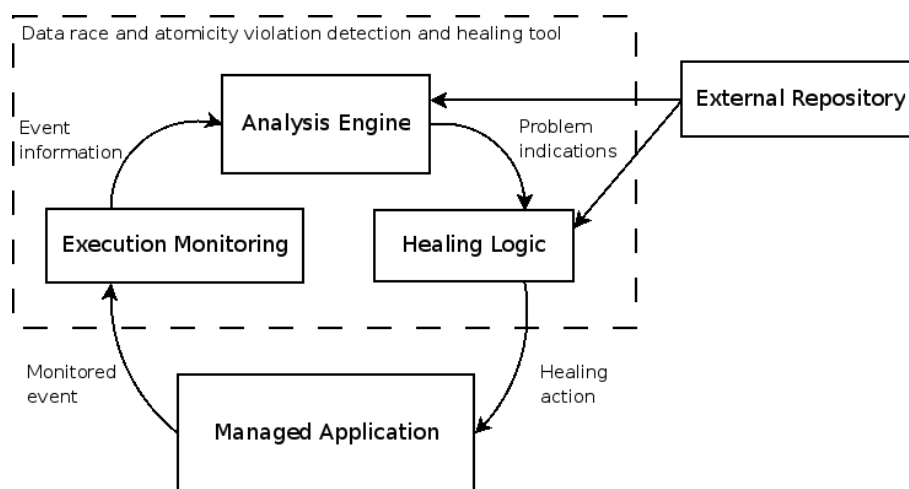 Data race and atomicity violation detection and healing tool
Analysis Engine
External Repository
Event
information
Problem
indications
Execution Monitoring
Healing Logic
Monitored
event
Healing
action
Managed Application